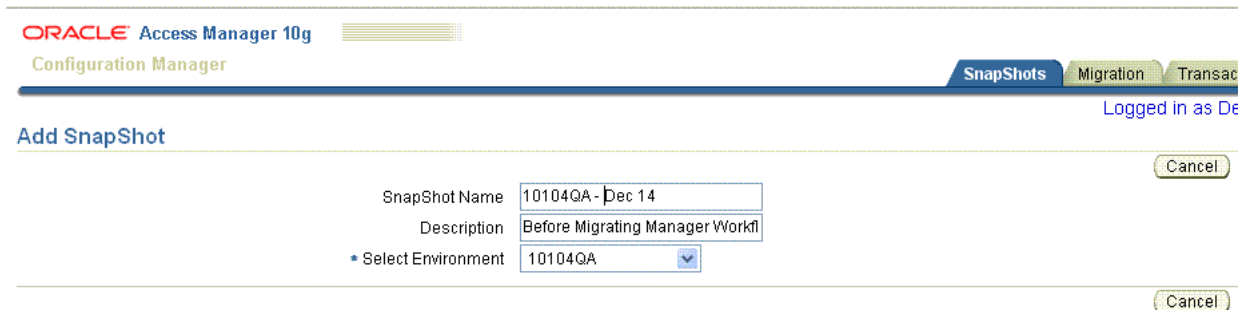 ORACLE Access Manager 10g
Configuration Manager
SnapShots Migration Transac
Logged in as De
Add SnapShot
Cancel
SnapShot Name 10104QA - Dec 14
Description Before Migrating Manager Workfl
* Select Environment 10104QA
Cancel